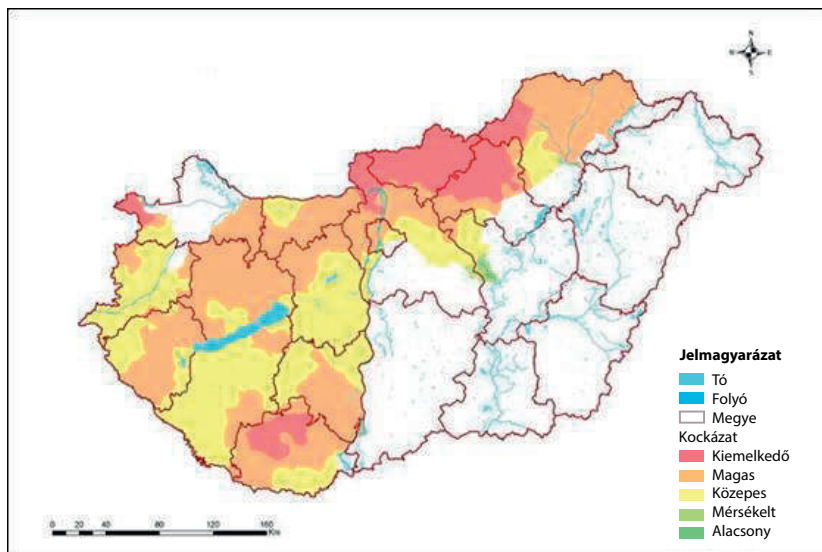 N
W E
S
Jelmagyarázat
Tó
Folyó
Megye
Kockázat
Kiemelkedő
Magas
Közepes
Mérsékelt
Alacsony
0 20 40 80 120 160
Km